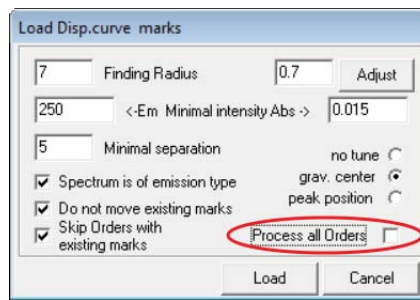 Load Disp.curve marks
7 Finding Radius 0.7 Adjust
250 <-Em Minimal intensity Abs -> 0.015
5 Minimal separation
no tune
Spectrum is of emission type grav. center
Do not move existing marks peak position
Skip Orders with
existing marks
Process all Orders
Load Cancel